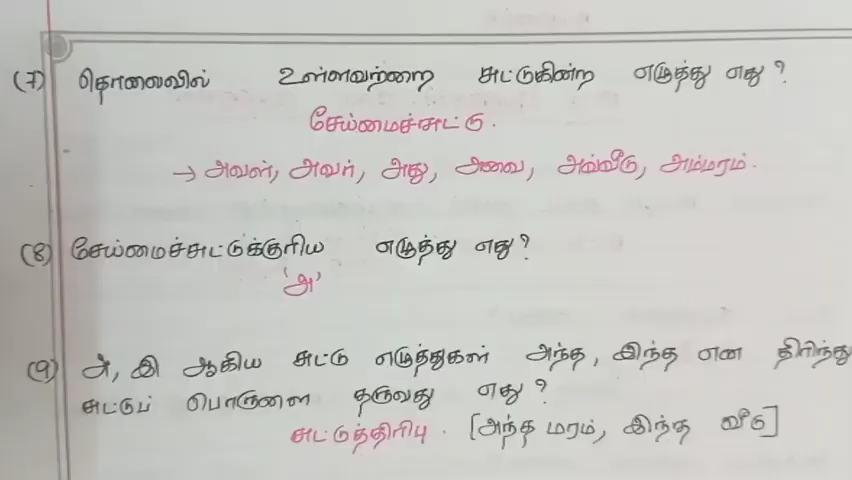 (7) தொலைவில் உள்ளவற்றை சுட்டுகின்ற எழுத்து எது?
சேய்மைச்சுட்டு.
→ அவள், அவர், அது, அவை, அவ்வீடு, அம்மரம்.
(8) சேய்மைச்சுட்டுக்குரிய எழுத்து எது?
'அ'
(9) அ, இ ஆகிய சுட்டு எழுத்துகள் அந்த, இந்த என திரிந்து
சுட்டுப் பொருளை தருவது எது?
சுட்டுத்திரிபு. [அந்த மரம், இந்த வீடு]